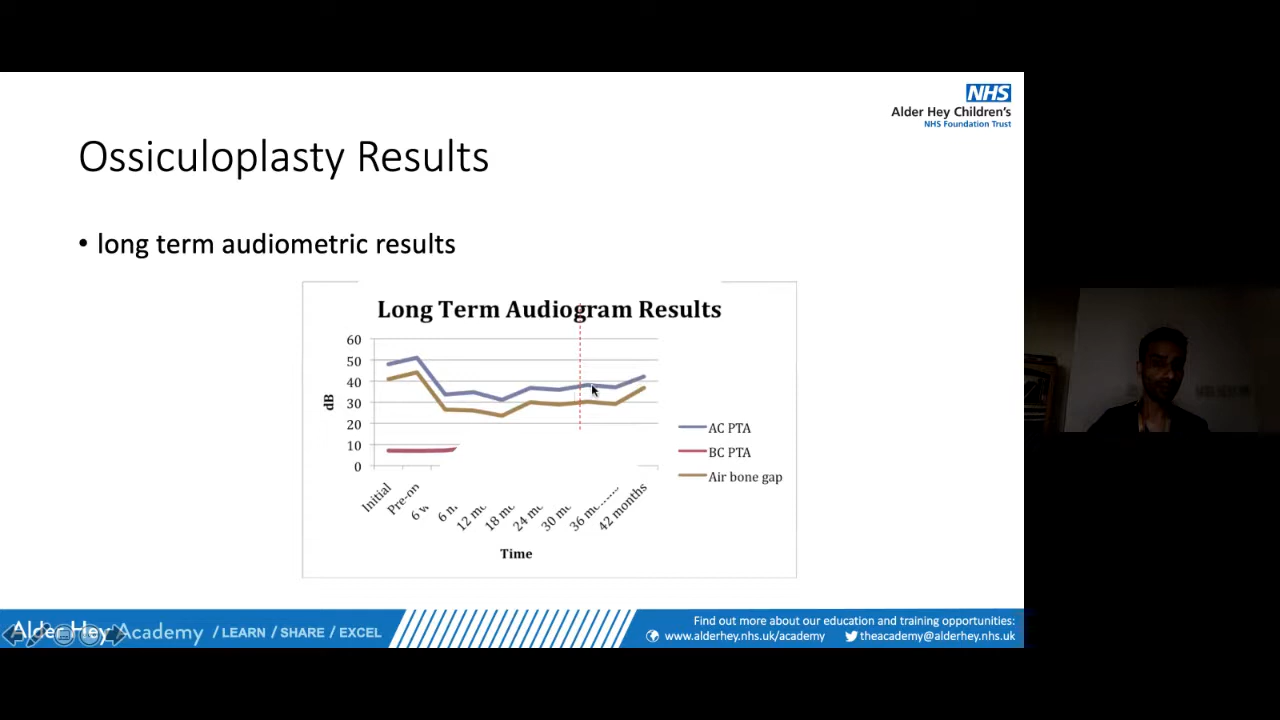 NHS
Alder Hey Children's
NHS Foundation Trust
Ossiculoplasty Results
• long term audiometric results
Long Term Audiogram Results
60
50
40
30
20
10
0
dB
AC PTA
BC PTA
Air bone gap
Initial
42 months
Time
Alder Hey Academy / LEARN / SHARE / EXCEL
Find out more about our education and training opportunities:
www.alderhey.nhs.uk/academy
theacademy@alderhey.nhs.uk